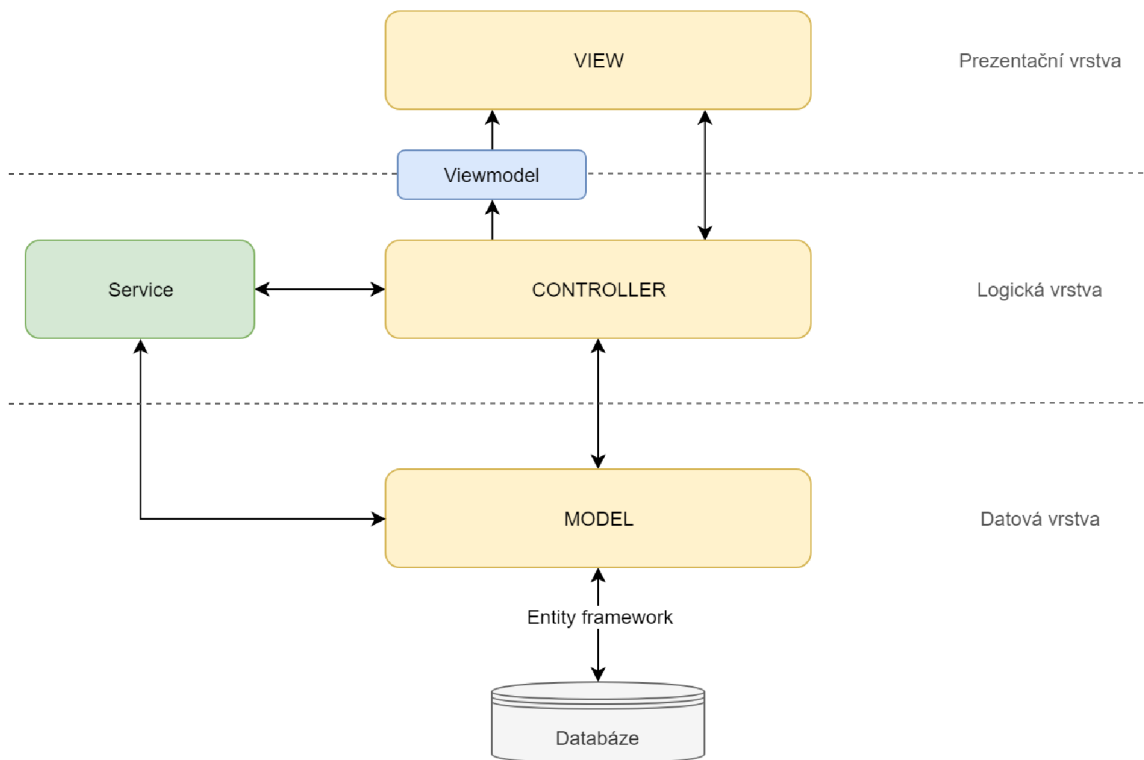 VIEW
Prezentační vrstva
Viewmodel
Service
CONTROLLER
Logická vrstva
MODEL
Datová vrstva
Entity framework
Databáze